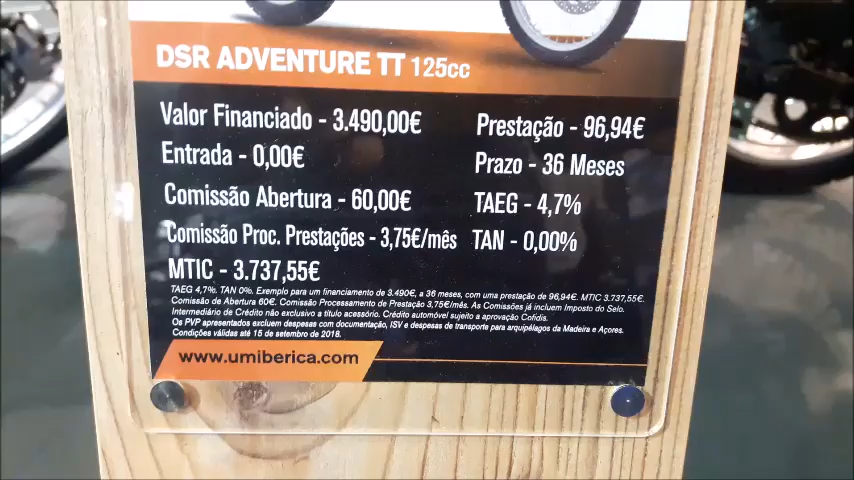 DSR ADVENTURE TT 125cc
Valor Financiado - 3.490,00€
Entrada - 0,00€
Comissão Abertura - 60,00€
Comissão Proc. Prestações - 3,75€/mês
MTIC - 3.737,55€
Prestação - 96,94€
Prazo - 36 Meses
TAEG - 4,7%
TAN - 0,00%
TAEG 4,7%. TAN 0%. Exemplo para um financiamento de 3.490€, a 36 meses, com uma prestação de 96,94€. MTIC 3.737,55€.
Comissão de Abertura 60€. Comissão Processamento de Prestação 3,75€/mês. As Comissões já incluem Imposto do Selo.
Intermediário de Crédito não exclusivo a título acessório. Crédito automóvel sujeito a aprovação Cofidis.
Os PVP apresentados excluem despesas com documentação, ISV e despesas de transporte para arquipélagos da Madeira e Açores.
Condições válidas até 15 de setembro de 2018.
www.umiberica.com